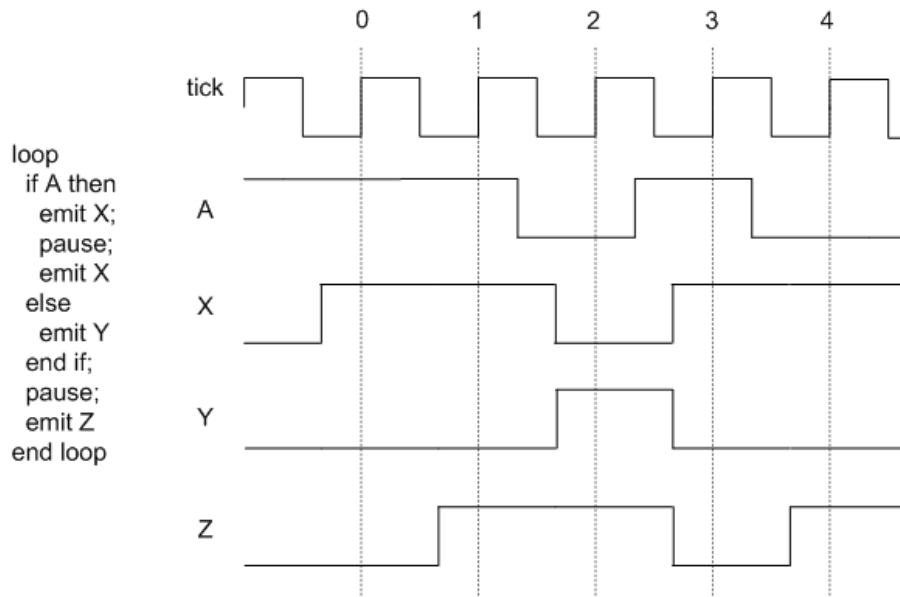 0 1 2 3 4
tick
loop
if A then
emit X;
pause;
emit X
else
emit Y
end if;
pause;
emit Z
end loop
A
X
Y
Z